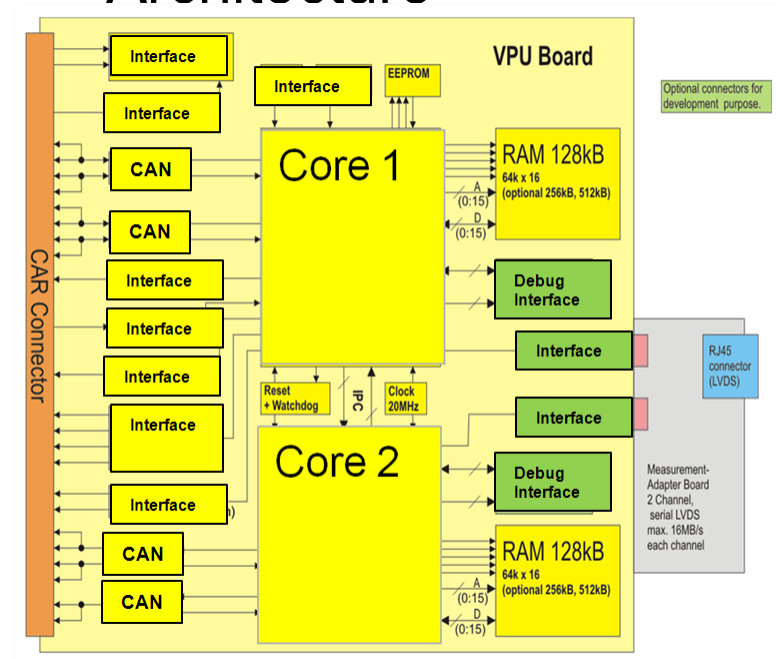 Architecture
VPU Board
Optional connectors for
development purpose.
Interface
Interface
EEPROM
Interface
CAN
CAN
Interface
Interface
Interface
Interface
Interface
CAN
CAN
CAR Connector
Core 1
RAM 128kB
64k x 16
(optional 256kB, 512kB)
A
(0:15)
D
(0:15)
Debug
Interface
Interface
RJ45
connector
(LVDS)
Reset
+ Watchdog
IPC
Clock
20MHz
Interface
Core 2
Debug
Interface
Measurement-
Adapter Board
2 Channel,
serial LVDS
max. 16MB/s
each channel
RAM 128kB
64k x 16
(optional 256kB, 512kB)
A
(0:15)
D
(0:15)